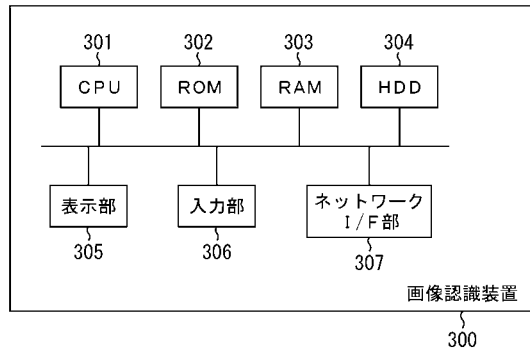 301
302
303
304
CPU
ROM
RAM
HDD
表示部
入力部
ネットワーク
I/F部
305
306
307
画像認識装置
300